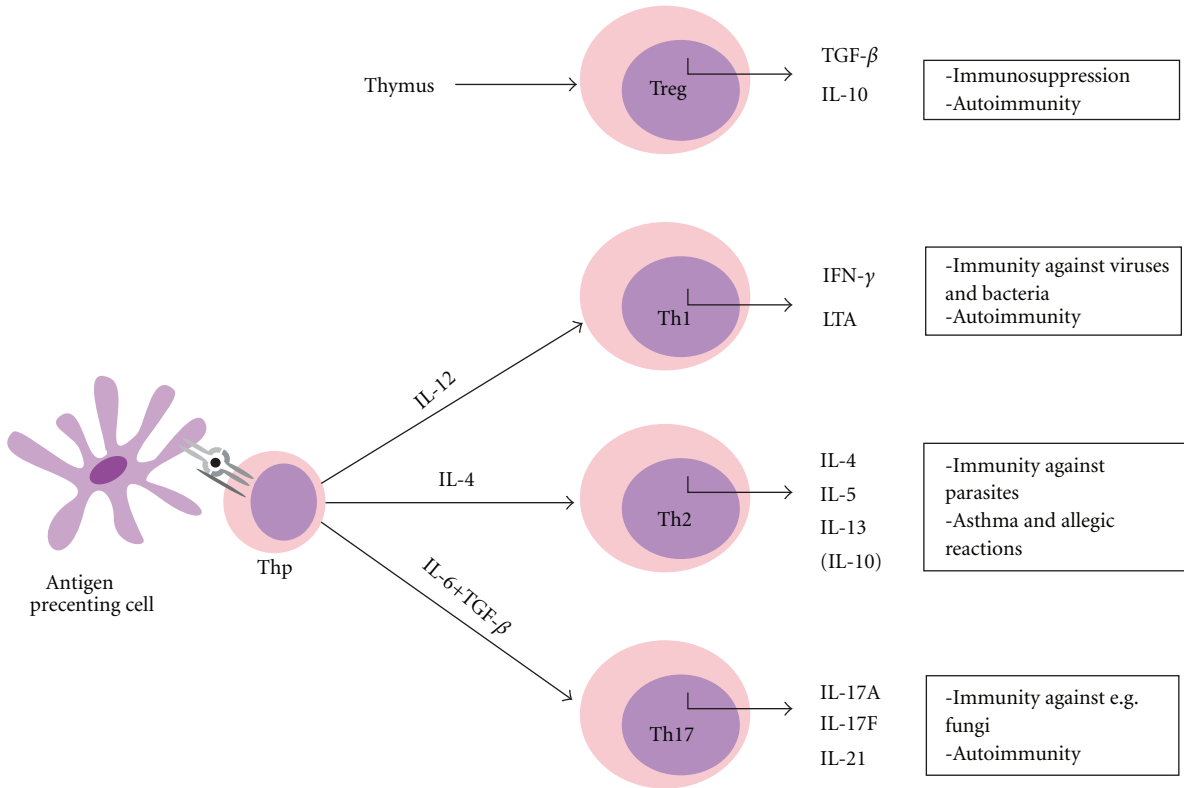 Thymus
Treg
TGF-β
IL-10
-Immunosuppression
-Autoimmunity
IL-12
Th1
IFN-γ
LTA
-Immunity against viruses
and bacteria
-Autoimmunity
Antigen
precenting cell
Thp
IL-4
Th2
IL-4
IL-5
IL-13
(IL-10)
-Immunity against
parasites
-Asthma and allegic
reactions
IL-6+TGF-β
Th17
IL-17A
IL-17F
IL-21
-Immunity against e.g.
fungi
-Autoimmunity